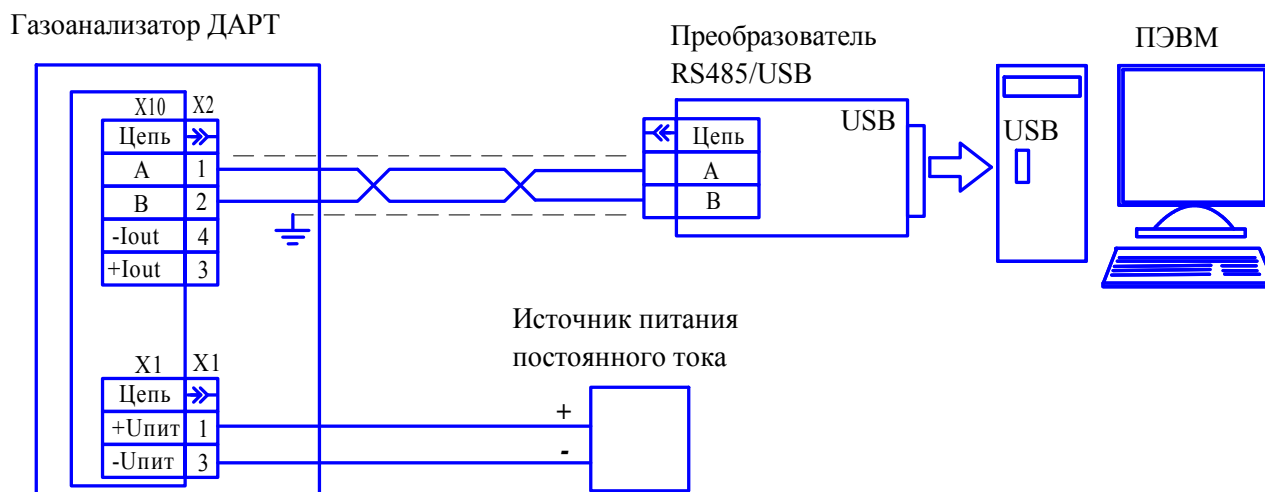 Газоанализатор ДАРТ
Преобразователь
RS485/USB
ПЭВМ
X10 X2
Цепь
A 1
B 2
-Iout 4
+Iout 3
Цепь
A
B
USB
USB
Источник питания
постоянного тока
X1 X1
Цепь
+Uпит 1
-Uпит 3
+
-